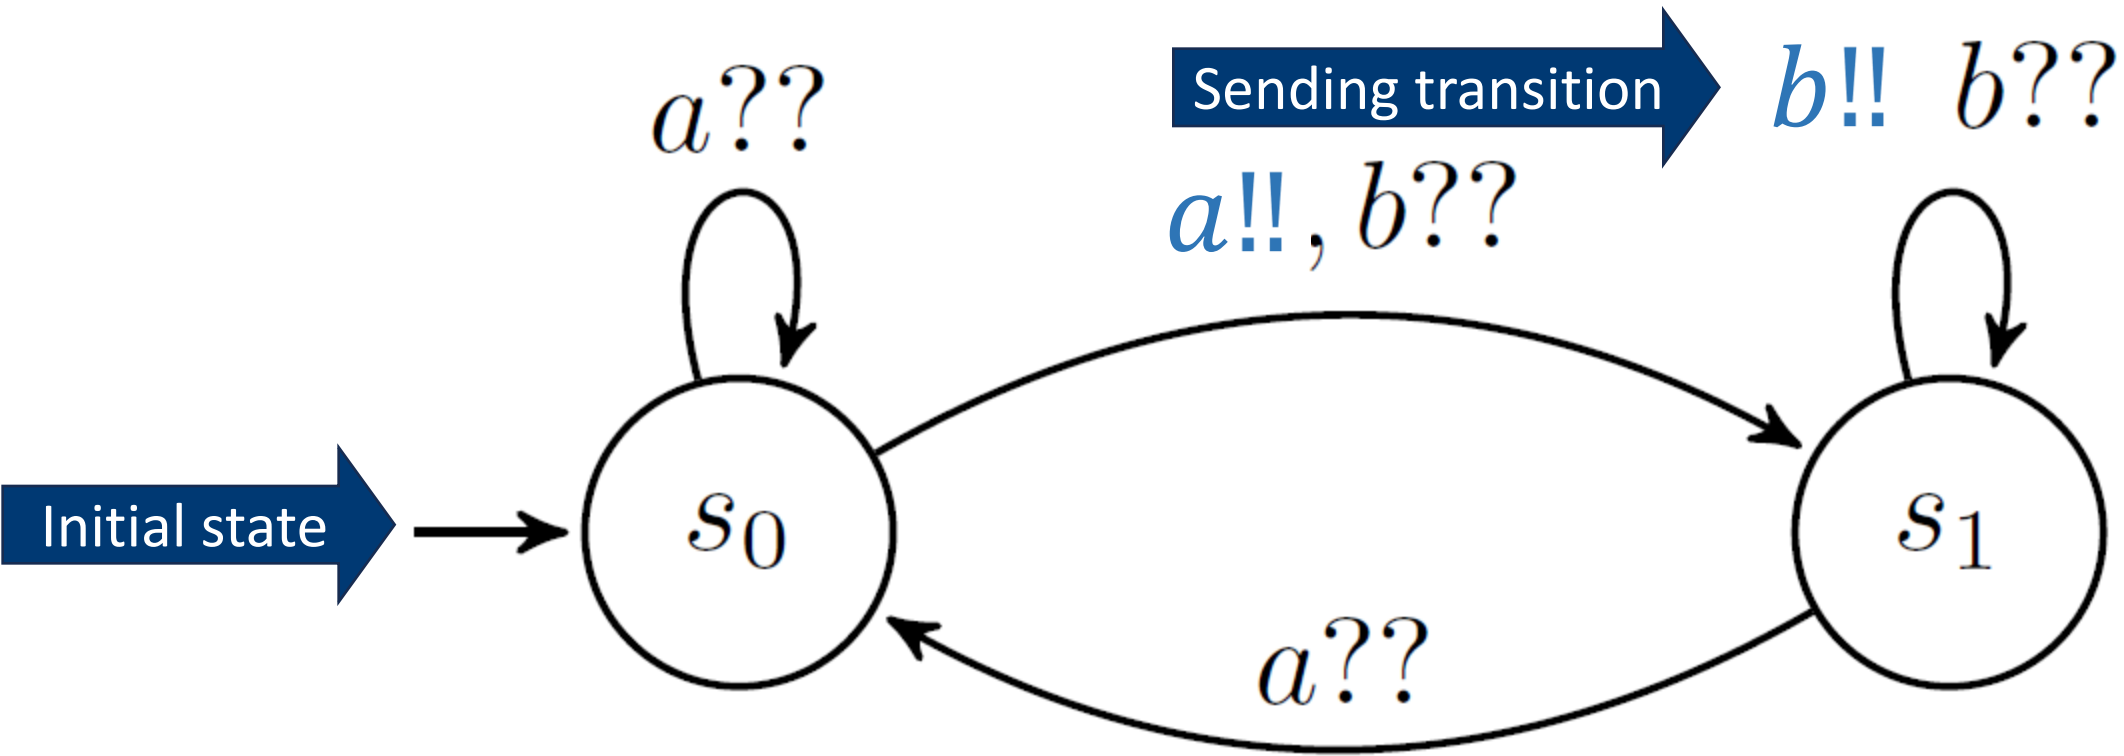 Sending transition
b!! b??
a??
a!!, b??
Initial state
s0
s1
a??